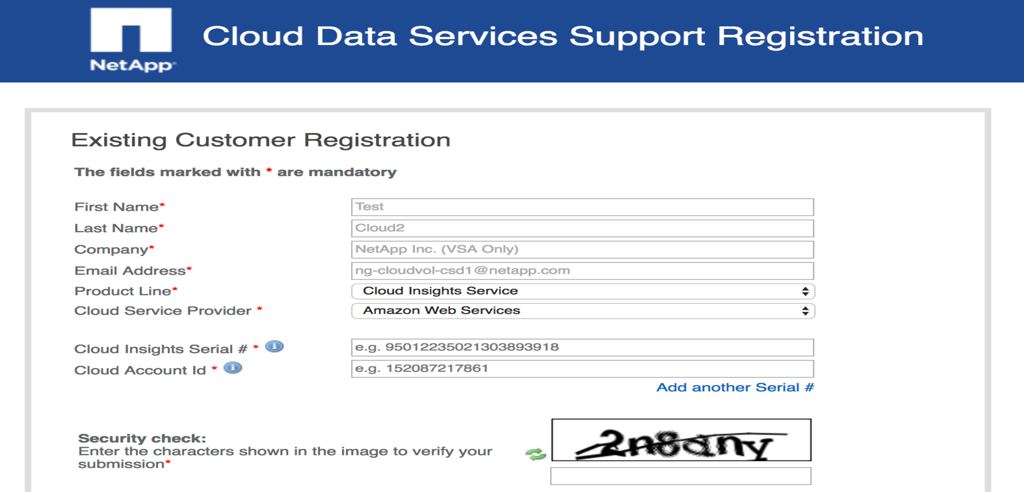 NetApp
Cloud Data Services Support Registration
Existing Customer Registration
The fields marked with * are mandatory
First Name* Test
Last Name* Cloud2
Company* NetApp Inc. (VSA Only)
Email Address* ng-cloudvol-csd1@netapp.com
Product Line* Cloud Insights Service
Cloud Service Provider * Amazon Web Services
Cloud Insights Serial # * e.g. 95012235021303893918
Cloud Account Id * e.g. 152087217861
Add another Serial #
Security check:
Enter the characters shown in the image to verify your
submission*
2n8any